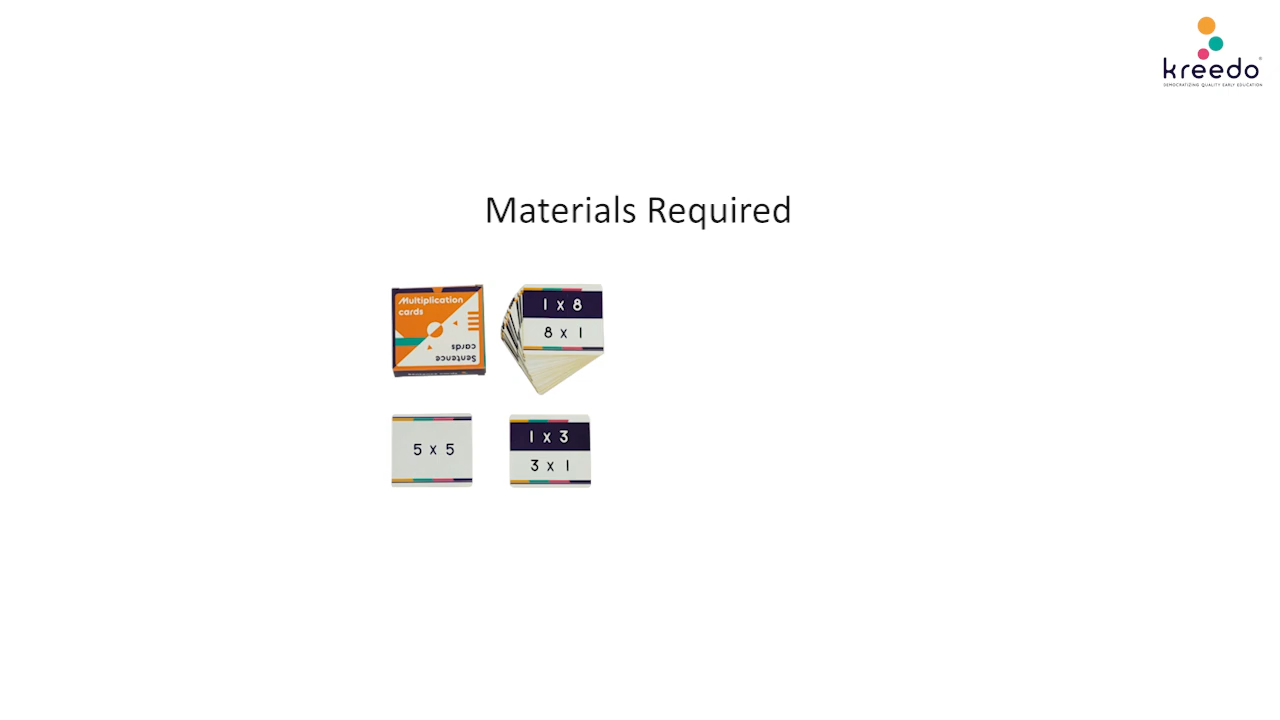 kreedo
DEMOCRATIZING QUALITY EARLY EDUCATION
Materials Required
Multiplication
cards
Sentence
cards
1 x 8
8 x 1
5 x 5
1 x 3
3 x 1